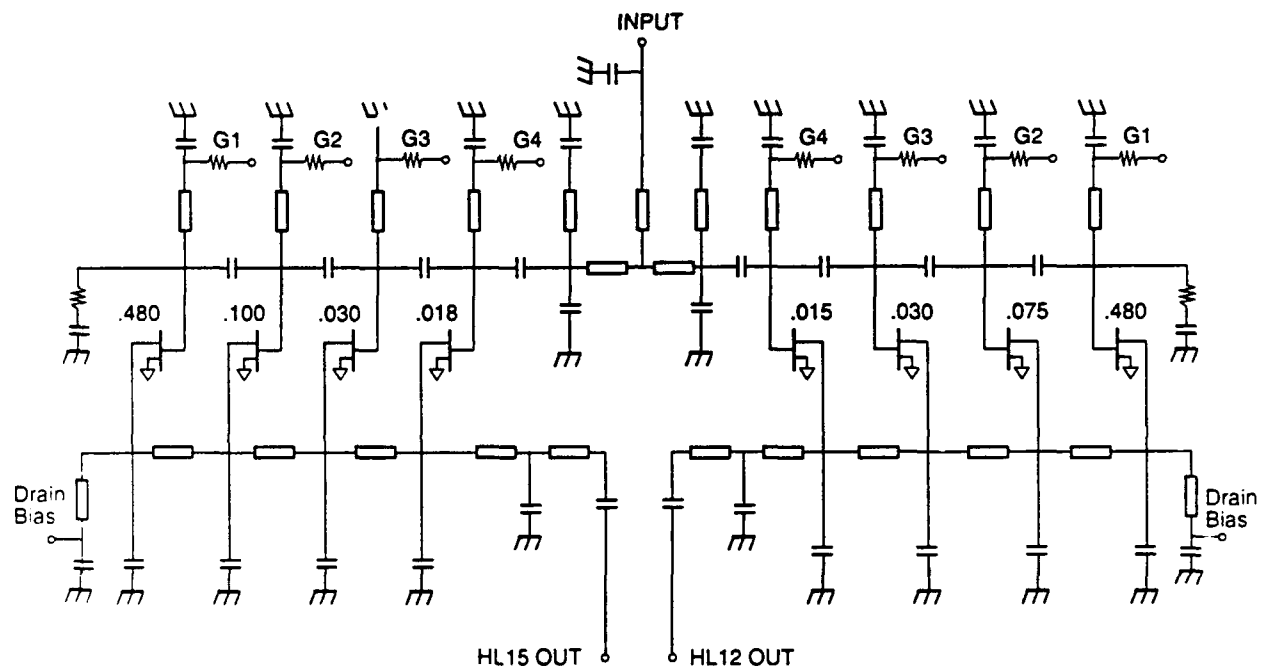 INPUT
G1 G2 G3 G4 G4 G3 G2 G1
.480 .100 .030 .018 .015 .030 .075 .480
Drain
Bias
Drain
Bias
HL15 OUT HL12 OUT